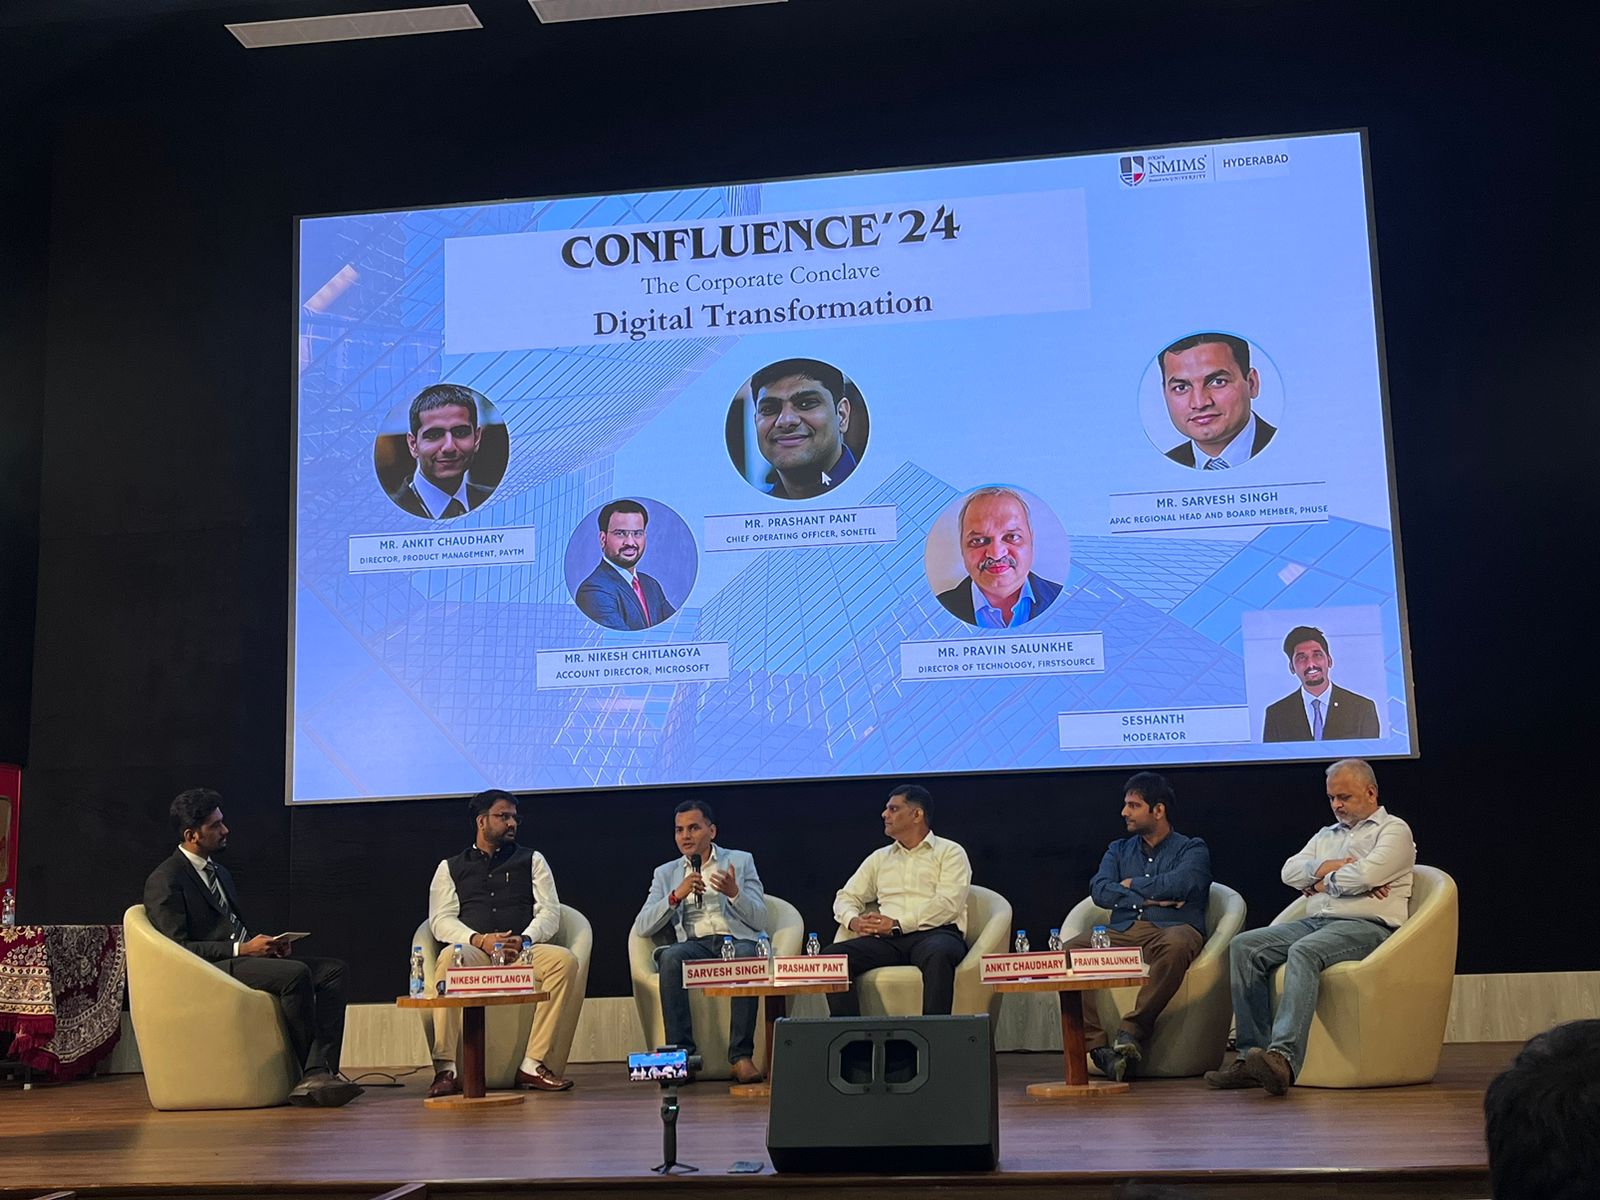 NMIMS
HYDERABAD
CONFLUENCE'24
The Corporate Conclave
Digital Transformation
MR. ANKIT CHAUDHARY
DIRECTOR, PRODUCT MANAGEMENT, PAYTM
MR. NIKESH CHITLANGYA
ACCOUNT DIRECTOR, MICROSOFT
MR. PRASHANT PANT
CHIEF OPERATING OFFICER, SONETEL
MR. PRAVIN SALUNKHE
DIRECTOR OF TECHNOLOGY, FIRSTSOURCE
MR. SARVESH SINGH
APAC REGIONAL HEAD AND BOARD MEMBER, PHUSE
SESHANTH
MODERATOR
NIKESH CHITLANGYA
SARVESH SINGH
PRASHANT PANT
ANKIT CHAUDHARY
PRAVIN SALUNKHE